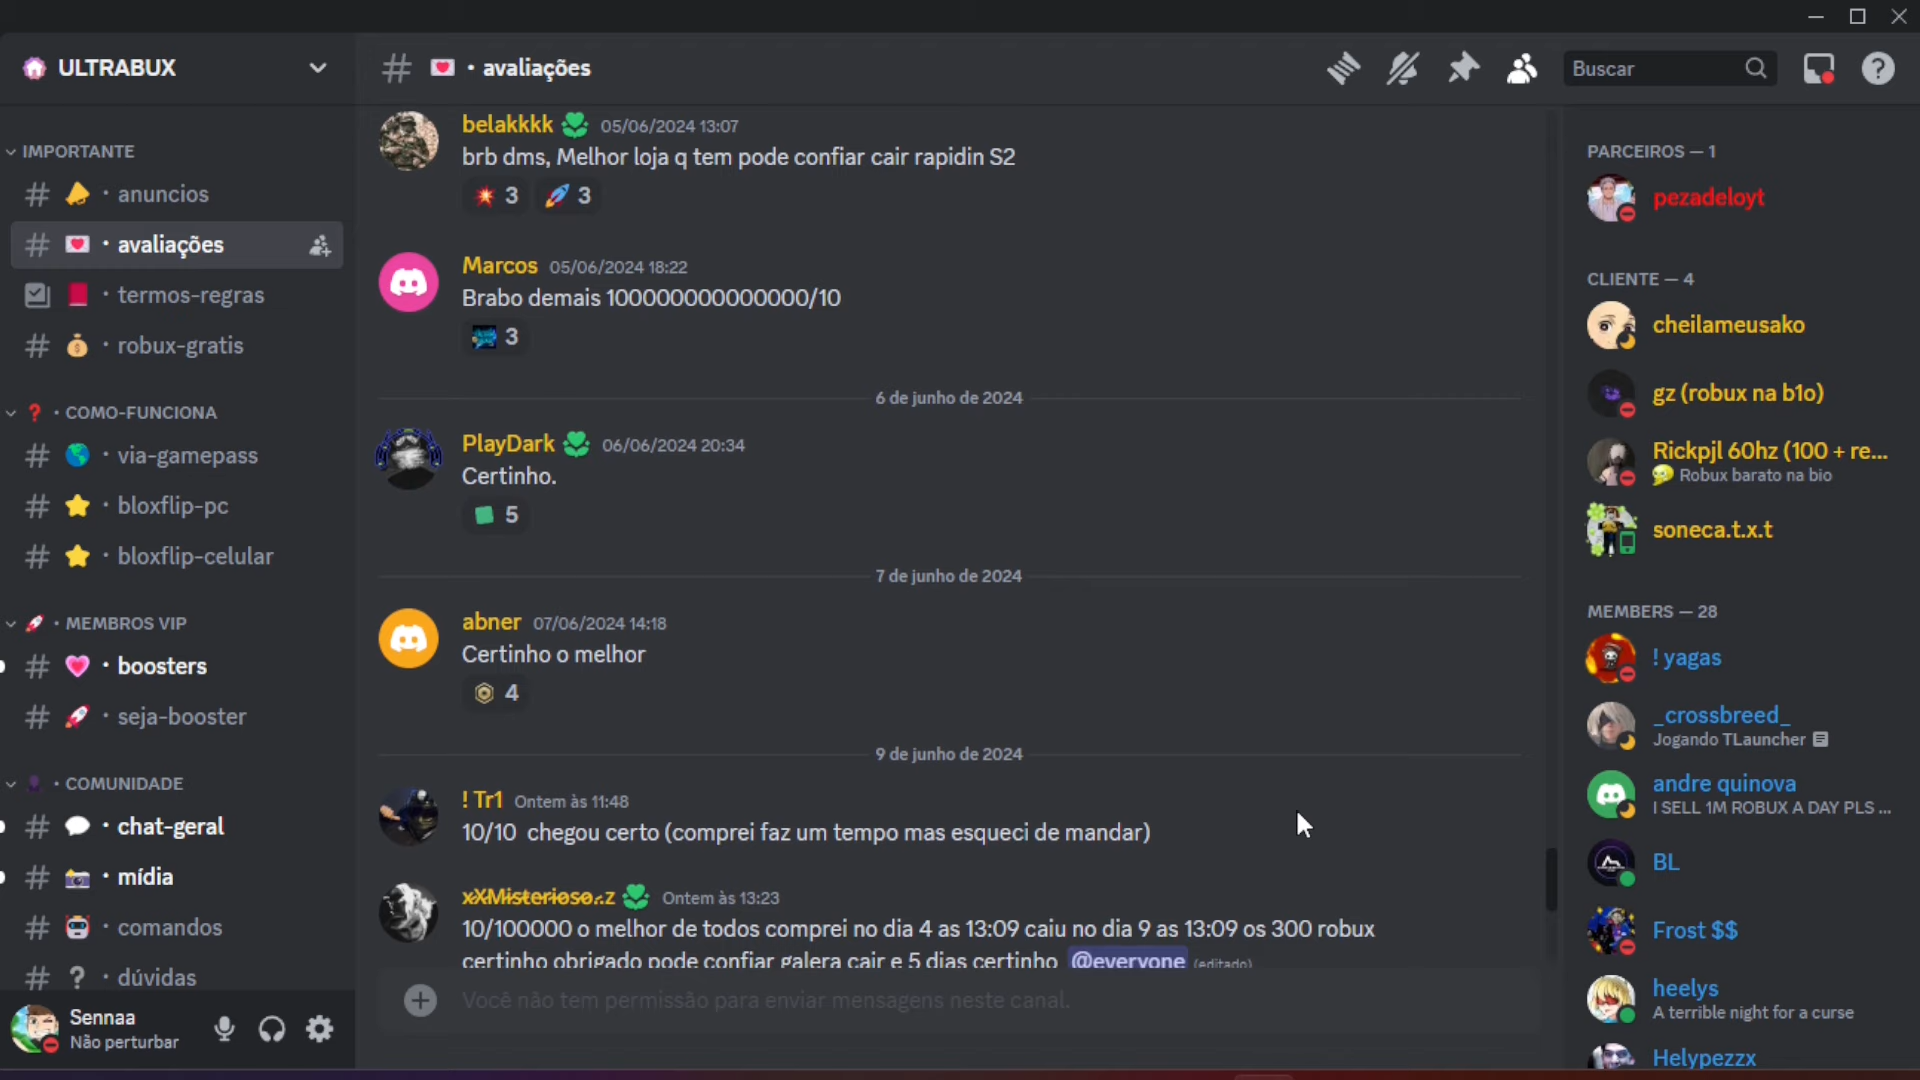 ULTRABUX
IMPORTANTE
# • anuncios
# • avaliações
• termos-regras
# • robux-gratis
• COMO-FUNCIONA
# • via-gamepass
# • bloxflip-pc
# • bloxflip-celular
• MEMBROS VIP
# • boosters
# • seja-booster
• COMUNIDADE
# • chat-geral
# • mídia
# • comandos
# ? • dúvidas
Sennaa
Não perturbar
# • avaliações
Buscar
belakkkk 05/06/2024 13:07
brb dms, Melhor loja q tem pode confiar cair rapidin S2
3 3
Marcos 05/06/2024 18:22
Brabo demais 100000000000000/10
3
6 de junho de 2024
PlayDark 06/06/2024 20:34
Certinho.
5
7 de junho de 2024
abner 07/06/2024 14:18
Certinho o melhor
4
9 de junho de 2024
! Tr1 Ontem às 11:48
10/10 chegou certo (comprei faz um tempo mas esqueci de mandar)
Ontem às 13:23
10/100000 o melhor de todos comprei no dia 4 as 13:09 caiu no dia 9 as 13:09 os 300 robux
certinho obrigado pode confiar galera cair e 5 dias certinho @everyone (editado)
Você não tem permissão para enviar mensagens neste canal.
PARCEIROS — 1
pezadeloyt
CLIENTE — 4
cheilameusako
gz (robux na b1o)
Rickpjl 60hz (100 + re...
Robux barato na bio
soneca.t.x.t
MEMBERS — 28
! yagas
_crossbreed_
Jogando TLauncher
andre quinova
I SELL 1M ROBUX A DAY PLS ...
BL
Frost $$
heelys
A terrible night for a curse
Helypezzx